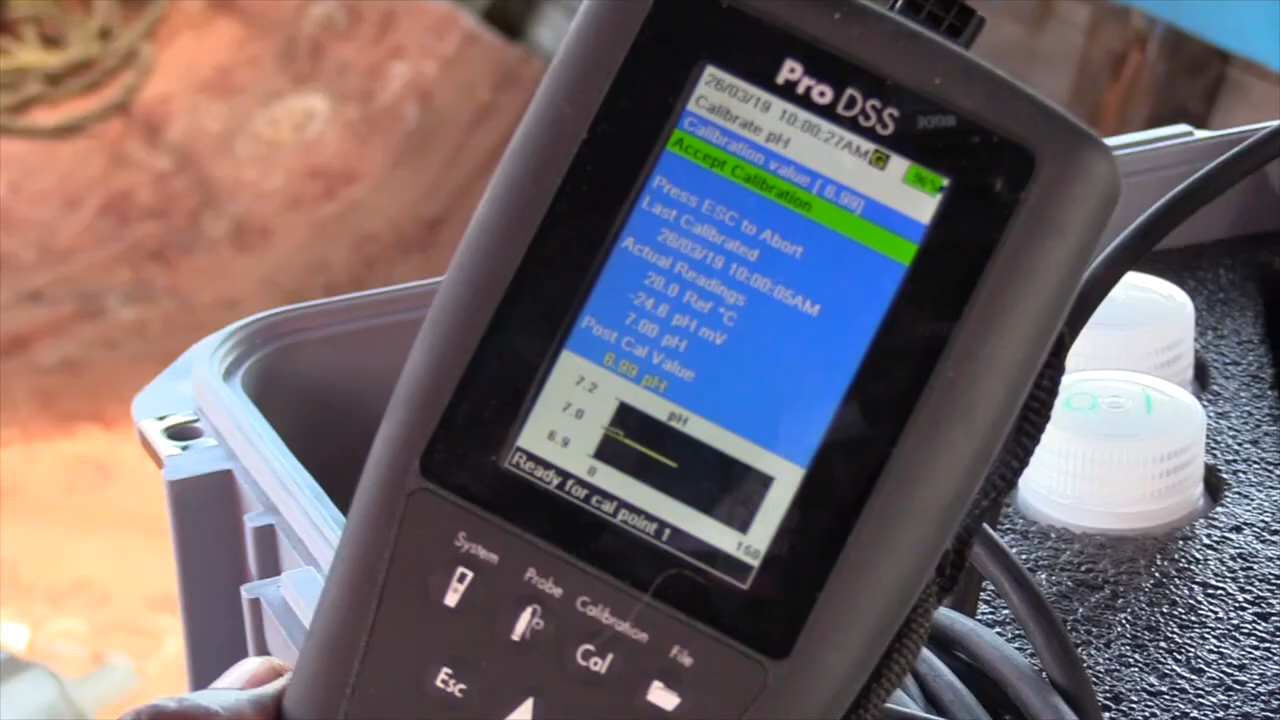 Pro DSS
26/03/19 10:00:27AM G 96%
Calibrate pH
Calibration value [ 6.99]
Accept Calibration
Press ESC to Abort
Last Calibrated
26/03/19 10:00:05AM
Actual Readings
28.0 Ref °C
-24.6 pH mV
7.00 pH
Post Cal Value
6.99 pH
pH
7.2
7.0
6.9
0
150
Ready for cal point 1
System
Probe
Calibration
File
Cal
Esc